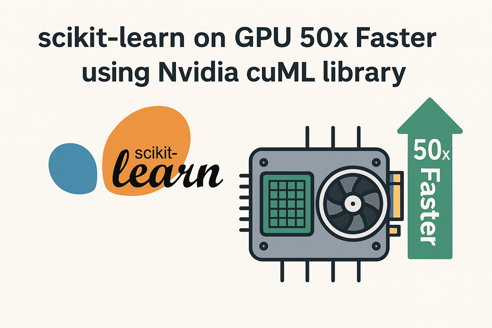 scikit-learn on GPU 50x Faster
using Nvidia cuML library
scikit-
learn
50x
Faster